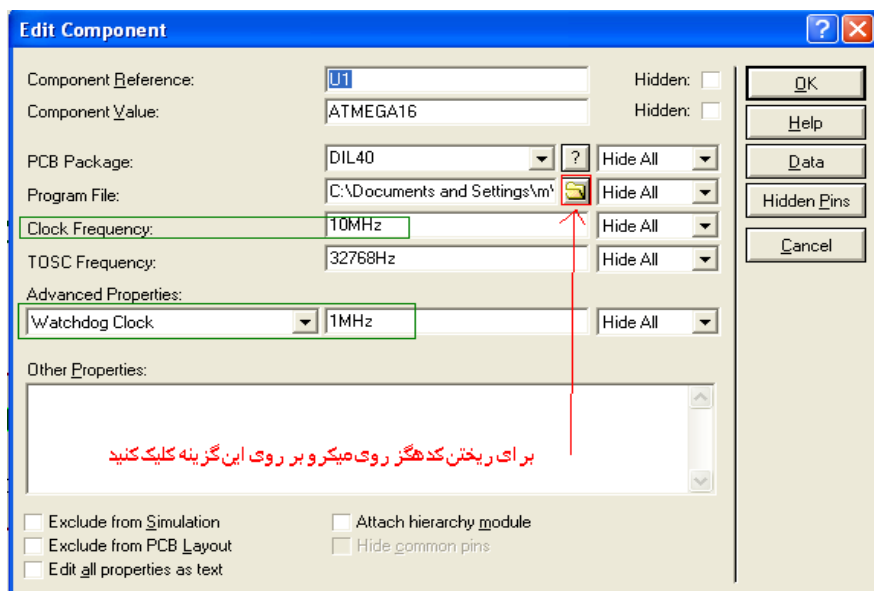 Edit Component
Component Reference: U1 Hidden:
Component Value: ATMEGA16 Hidden:
PCB Package: DIL40 ? Hide All
Program File: C:\Documents and Settings\m\ Hide All
Clock Frequency: 10MHz Hide All
TOSC Frequency: 32768Hz Hide All
Advanced Properties:
Watchdog Clock 1MHz Hide All
Other Properties:
برای ریختن کد هگز روی میکرو بر روی این گزینه کلیک کنید
Exclude from Simulation Attach hierarchy module
Exclude from PCB Layout Hide common pins
Edit all properties as text
OK
Help
Data
Hidden Pins
Cancel